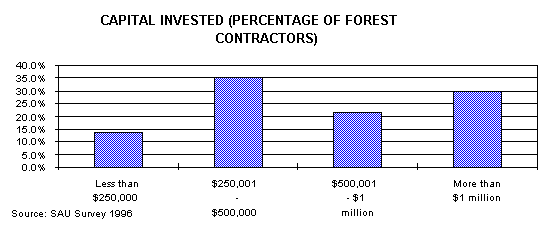 CAPITAL INVESTED (PERCENTAGE OF FOREST
CONTRACTORS)
40.0%
35.0%
30.0%
25.0%
20.0%
15.0%
10.0%
5.0%
0.0%
Less than
$250,000
$250,001
-
$500,000
$500,001
- $1
million
More than
$1 million
Source: SAU Survey 1996